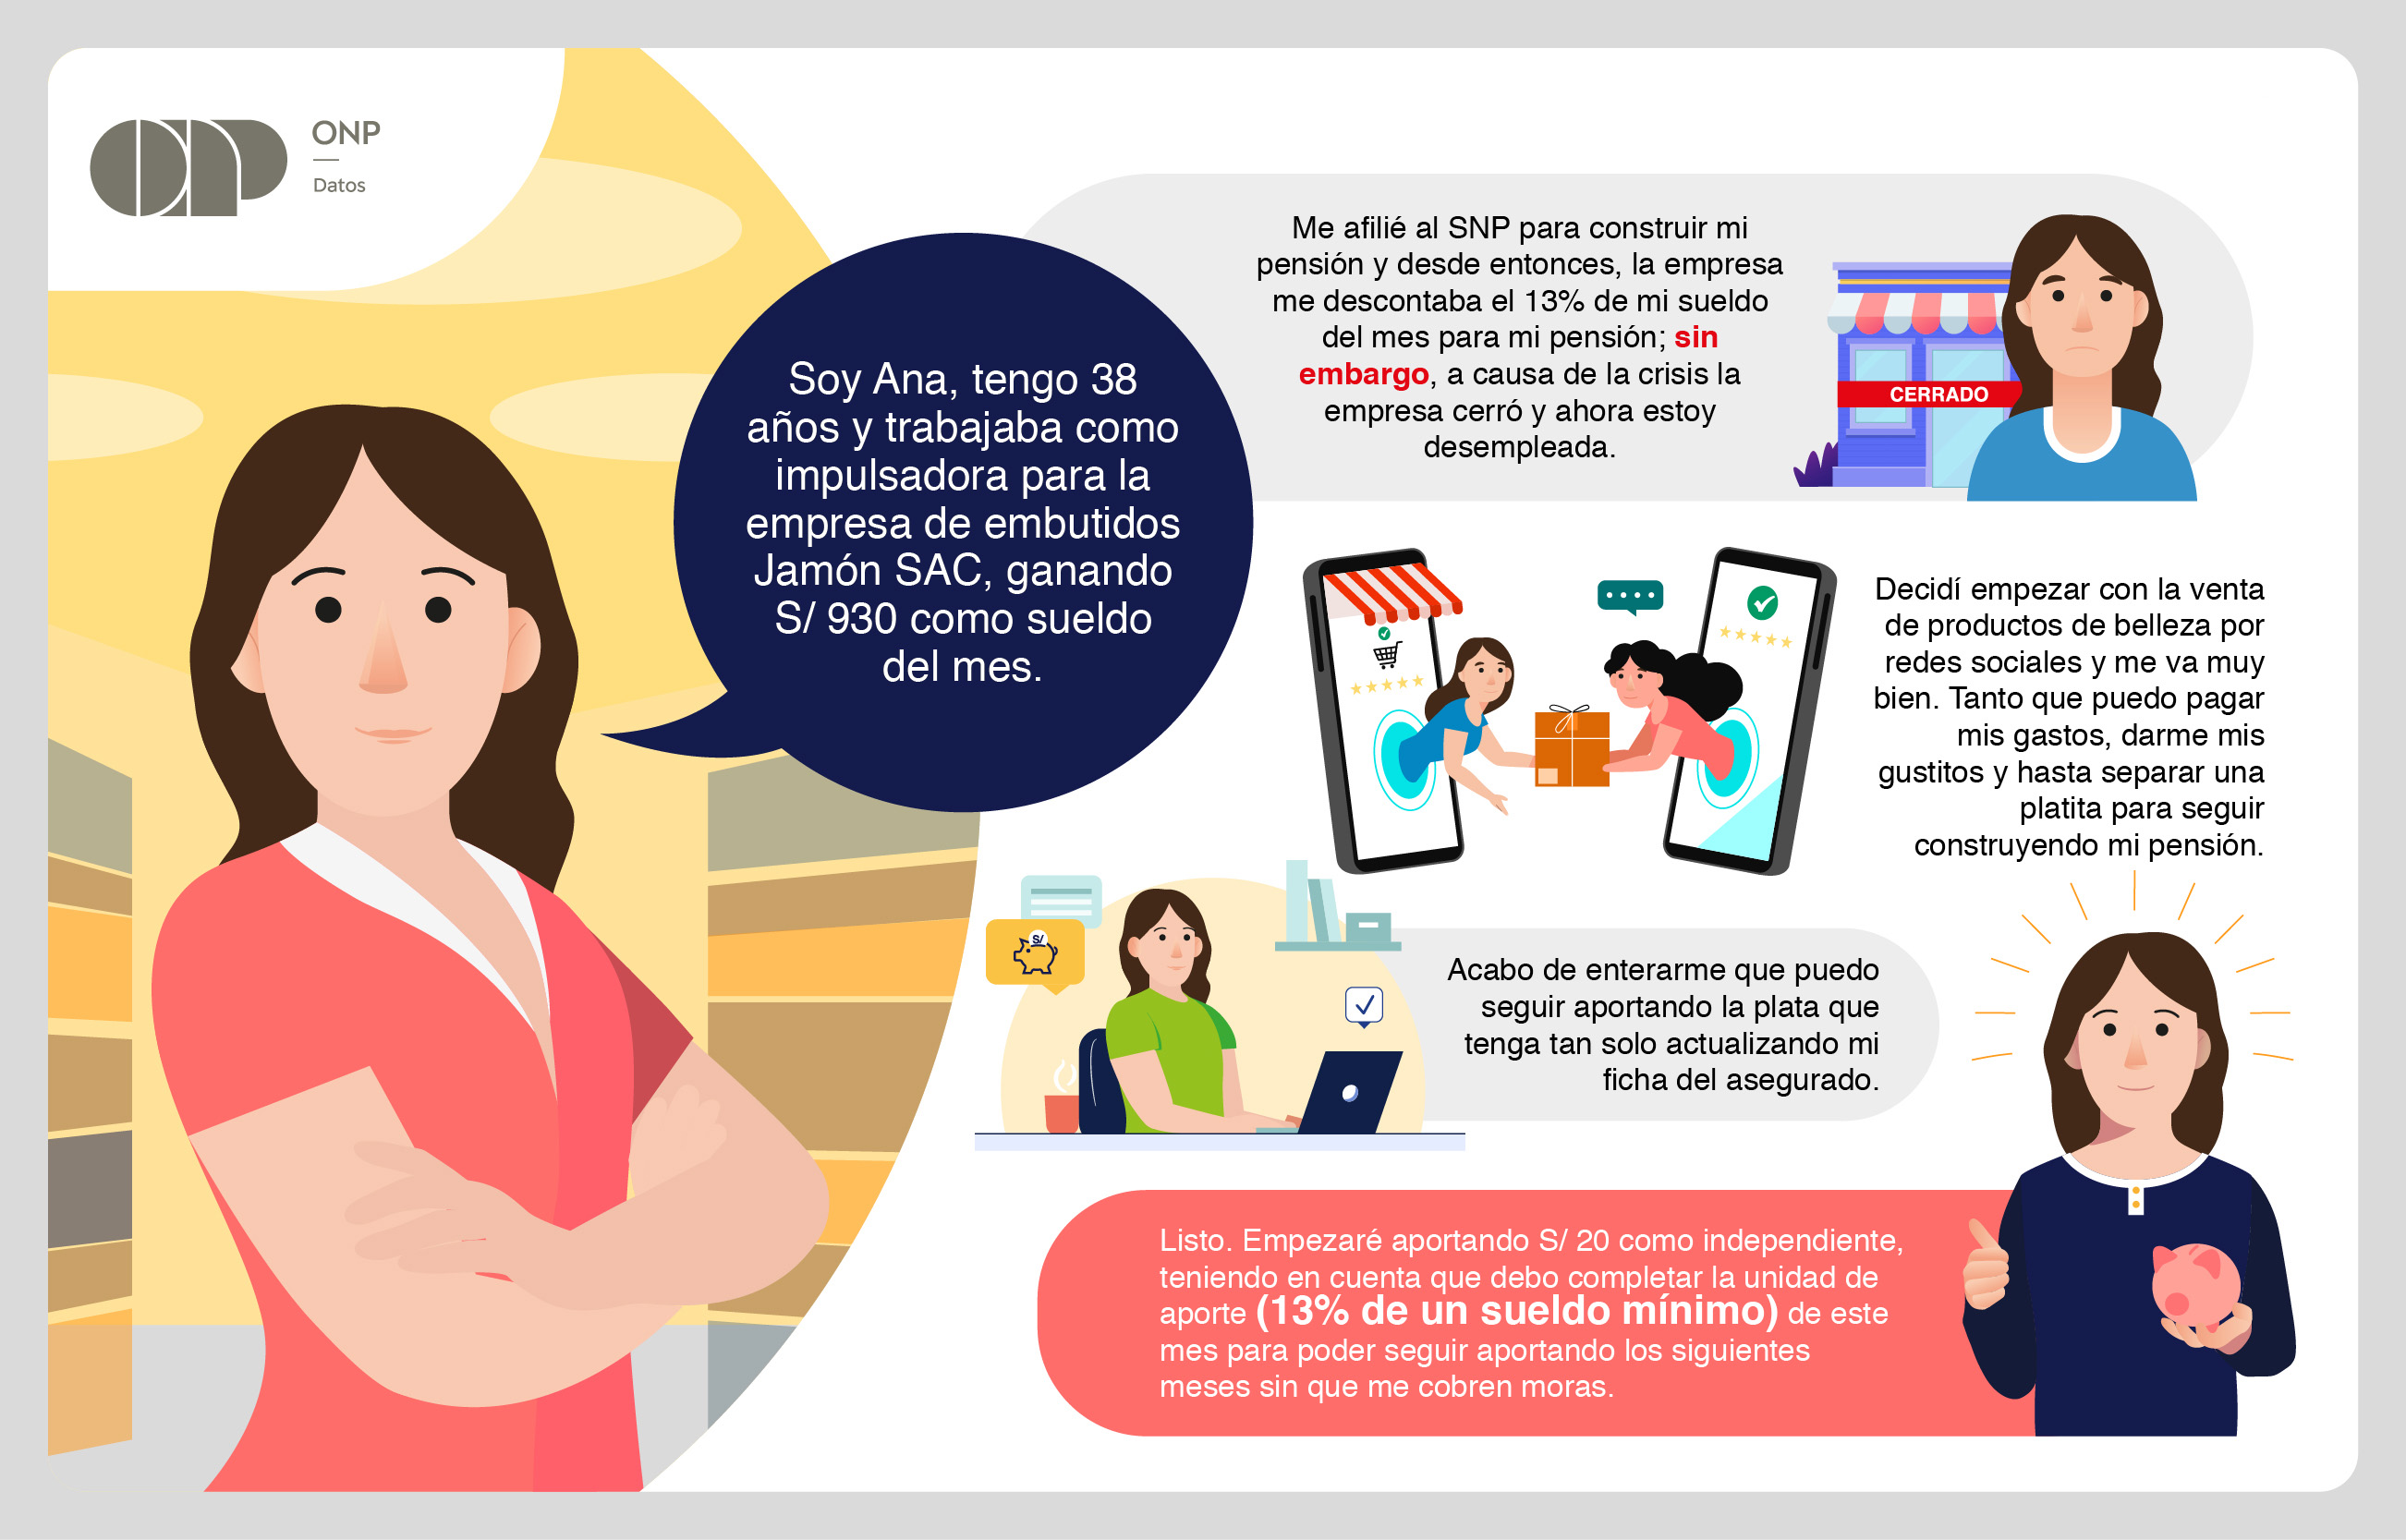 ONP
Datos
Soy Ana, tengo 38
años y trabajaba como
impulsadora para la
empresa de embutidos
Jamón SAC, ganando
S/ 930 como sueldo
del mes.
Me afilié al SNP para construir mi
pensión y desde entonces, la empresa
me descontaba el 13% de mi sueldo
del mes para mi pensión; sin
embargo, a causa de la crisis la
empresa cerró y ahora estoy
desempleada.
CERRADO
Decidí empezar con la venta
de productos de belleza por
redes sociales y me va muy
bien. Tanto que puedo pagar
mis gastos, darme mis
gustitos y hasta separar una
platita para seguir
construyendo mi pensión.
S/
Acabo de enterarme que puedo
seguir aportando la plata que
tenga tan solo actualizando mi
ficha del asegurado.
Listo. Empezaré aportando S/ 20 como independiente,
teniendo en cuenta que debo completar la unidad de
aporte (13% de un sueldo mínimo) de este
mes para poder seguir aportando los siguientes
meses sin que me cobren moras.